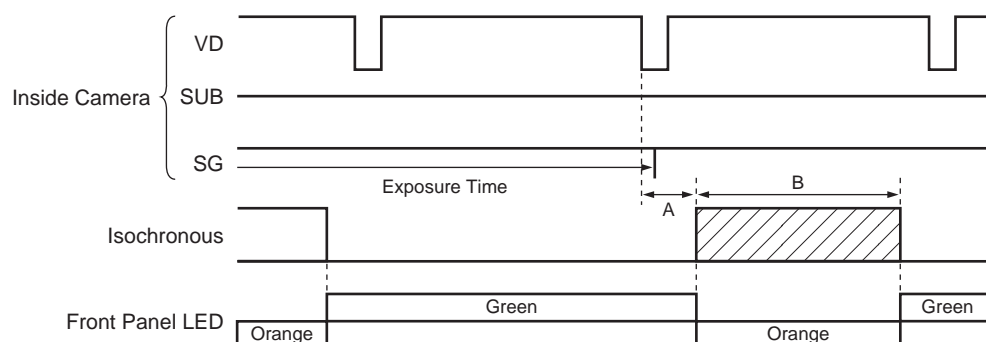 VD
Inside Camera
SUB
SG
Exposure Time
A
B
Isochronous
Green
Green
Front Panel LED
Orange
Orange